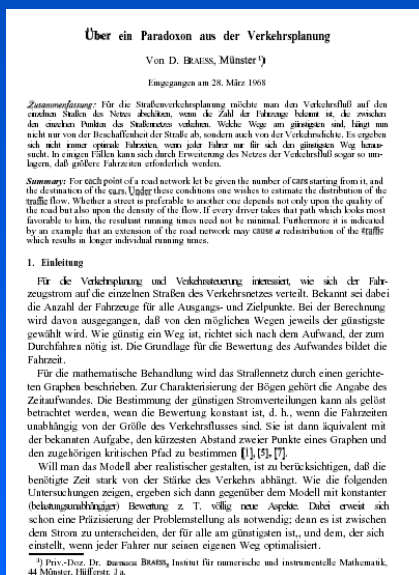 Über ein Paradoxon aus der Verkehrsplanung
Von D. BRAESS, Münster ¹)
Eingegangen am 28. März 1968
Zusammenfassung: Für die Straßenverkehrsplanung möchte man den Verkehrsfluß auf den
einzelnen Straßen des Netzes abschätzen, wenn die Zahl der Fahrzeuge bekannt ist, die zwischen
den einzelnen Punkten des Straßennetzes verkehren. Welche Wege am günstigsten sind, hängt nun
nicht nur von der Beschaffenheit der Straße ab, sondern auch von der Verkehrsdichte. Es ergeben
sich nicht immer optimale Fahrzeiten, wenn jeder Fahrer nur für sich den günstigsten Weg heraus-
sucht. In einigen Fällen kann sich durch Erweiterung des Netzes der Verkehrsfluß sogar so um-
lagern, daß größere Fahrzeiten erforderlich werden.
Summary: For each point of a road network let be given the number of cars starting from it, and
the destination of the cars. Under these conditions one wishes to estimate the distribution of the
traffic flow. Whether a street is preferable to another one depends not only upon the quality of
the road but also upon the density of the flow. If every driver takes that path which looks most
favorable to him, the resultant running times need not be minimal. Furthermore it is indicated
by an example that an extension of the road network may cause a redistribution of the traffic
which results in longer individual running times.
1. Einleitung
Für die Verkehrsplanung und Verkehrssteuerung interessiert, wie sich der Fahr-
zeugstrom auf die einzelnen Straßen des Verkehrsnetzes verteilt. Bekannt sei dabei
die Anzahl der Fahrzeuge für alle Ausgangs- und Zielpunkte. Bei der Berechnung
wird davon ausgegangen, daß von den möglichen Wegen jeweils der günstigste
gewählt wird. Wie günstig ein Weg ist, richtet sich nach dem Aufwand, der zum
Durchfahren nötig ist. Die Grundlage für die Bewertung des Aufwandes bildet die
Fahrzeit.
Für die mathematische Behandlung wird das Straßennetz durch einen gerichte-
ten Graphen beschrieben. Zur Charakterisierung der Bögen gehört die Angabe des
Zeitaufwandes. Die Bestimmung der günstigen Stromverteilungen kann als gelöst
betrachtet werden, wenn die Bewertung konstant ist, d. h., wenn die Fahrzeiten
unabhängig von der Größe des Verkehrsflusses sind. Sie ist dann äquivalent mit
der bekannten Aufgabe, den kürzesten Abstand zweier Punkte eines Graphen und
den zugehörigen kritischen Pfad zu bestimmen [1], [5], [7].
Will man das Modell aber realistischer gestalten, ist zu berücksichtigen, daß die
benötigte Zeit stark von der Stärke des Verkehrs abhängt. Wie die folgenden
Untersuchungen zeigen, ergeben sich dann gegenüber dem Modell mit konstanter
(belastungsunabhängiger) Bewertung z. T. völlig neue Aspekte. Dabei erweist sich
schon eine Präzisierung der Problemstellung als notwendig; denn es ist zwischen
dem Strom zu unterscheiden, der für alle am günstigsten ist,, und dem, der sich
einstellt, wenn jeder Fahrer nur seinen eigenen Weg optimalisiert.
¹) Priv.-Doz. Dr. DIETRICH BRAESS, Institut für numerische und instrumentelle Mathematik,
44 Münster, Hüfferstr. 3 a.